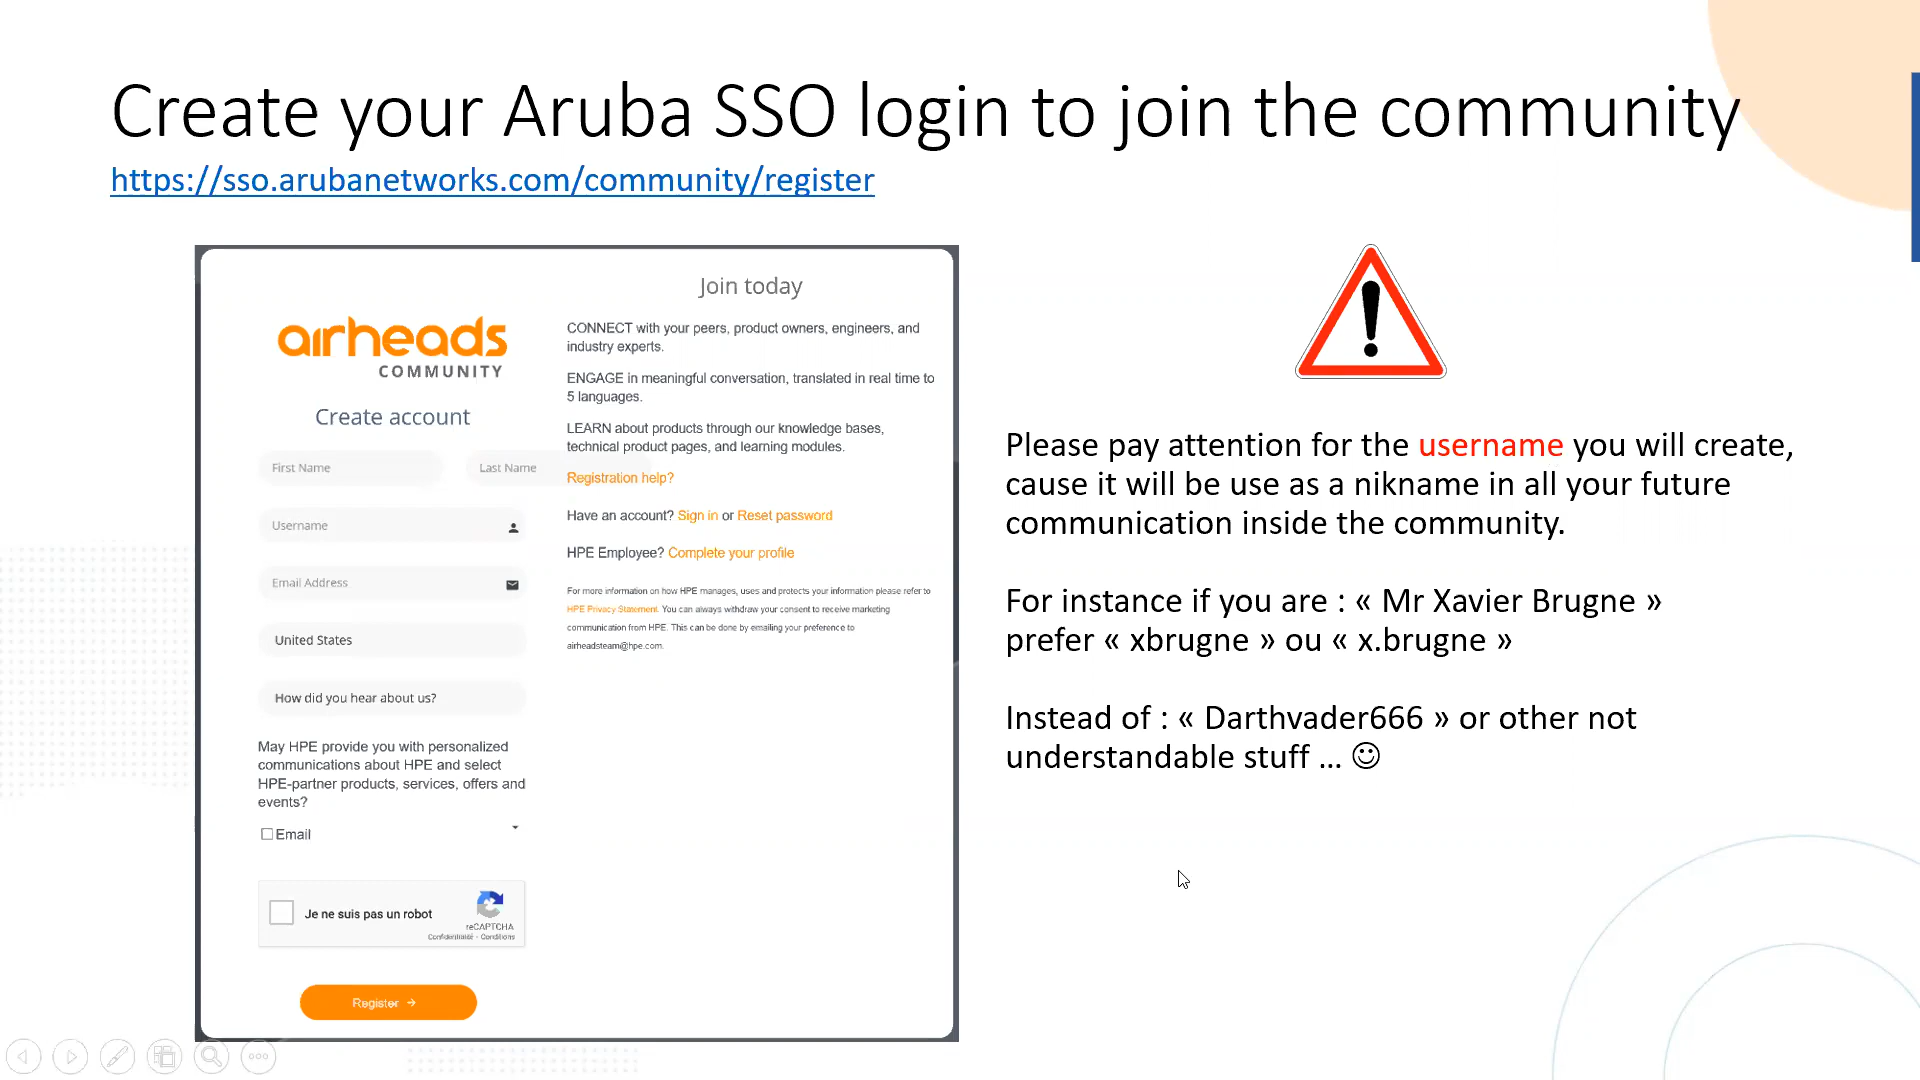 Create your Aruba SSO login to join the community
https://sso.arubanetworks.com/community/register
airheads
COMMUNITY
Create account
First Name
Last Name
Username
Email Address
United States
How did you hear about us?
May HPE provide you with personalized
communications about HPE and select
HPE-partner products, services, offers and
events?
Email
Je ne suis pas un robot
reCAPTCHA
Confidentialité - Conditions
Register →
Join today
CONNECT with your peers, product owners, engineers, and
industry experts.
ENGAGE in meaningful conversation, translated in real time to
5 languages.
LEARN about products through our knowledge bases,
technical product pages, and learning modules.
Registration help?
Have an account? Sign in or Reset password
HPE Employee? Complete your profile
For more information on how HPE manages, uses and protects your information please refer to
HPE Privacy Statement. You can always withdraw your consent to receive marketing
communication from HPE. This can be done by emailing your preference to
airheadsteam@hpe.com.
Please pay attention for the username you will create,
cause it will be use as a nikname in all your future
communication inside the community.
For instance if you are : « Mr Xavier Brugne »
prefer « xbrugne » ou « x.brugne »
Instead of : « Darthvader666 » or other not
understandable stuff ... ☺